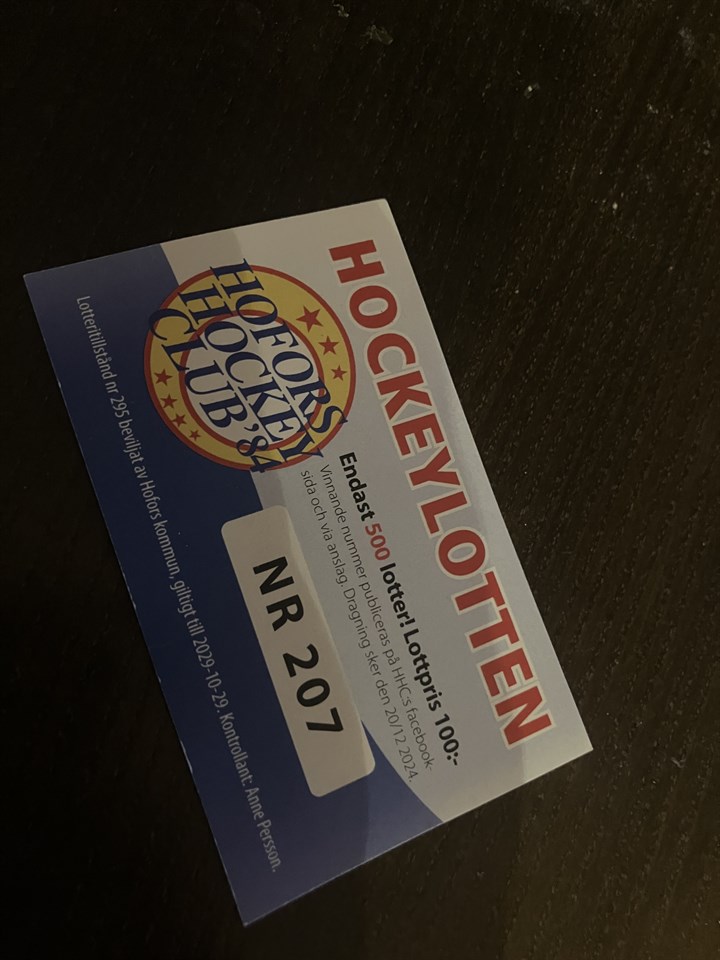 HOCKEYLOTTEN
Endast 500 lotter! Lottpris 100:-
Vinnande nummer publiceras på HHC:s facebook-
sida och via anslag. Dragning sker den 20/12 2024.
HOFORS
HOCKEY
CLUB'84
NR 207
Lotteritillstånd nr 295 beviljat av Hofors kommun, giltigt till 2029-10-29. Kontrollant: Anne Persson.